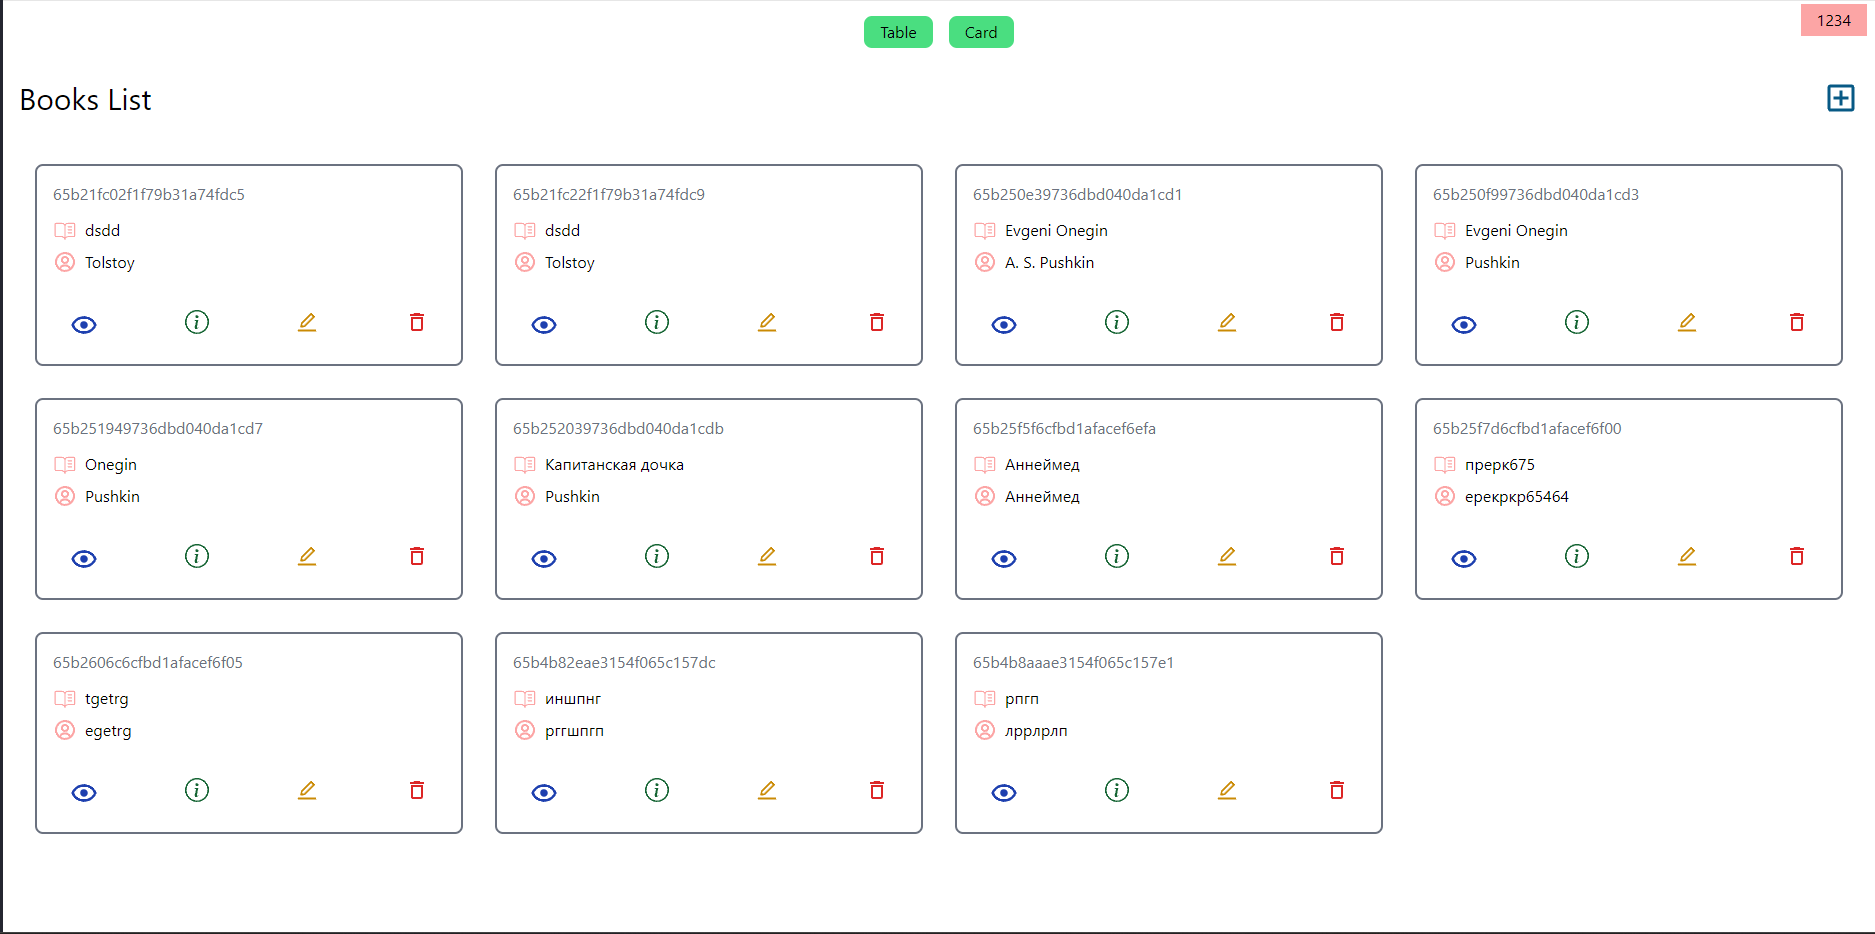 Table
Card
1234
Books List
65b21fc02f1f79b31a74fdc5
dsdd
Tolstoy
65b21fc22f1f79b31a74fdc9
dsdd
Tolstoy
65b250e39736dbd040da1cd1
Evgeni Onegin
A. S. Pushkin
65b250f99736dbd040da1cd3
Evgeni Onegin
Pushkin
65b251949736dbd040da1cd7
Onegin
Pushkin
65b252039736dbd040da1cdb
Капитанская дочка
Pushkin
65b25f5f6cfbd1afacef6efa
Аннеймед
Аннеймед
65b25f7d6cfbd1afacef6f00
прерк675
ерекркр65464
65b2606c6cfbd1afacef6f05
tgetrg
egetrg
65b4b82eae3154f065c157dc
иншпнг
рггшпгп
65b4b8aaae3154f065c157e1
рпгп
лррлрлп